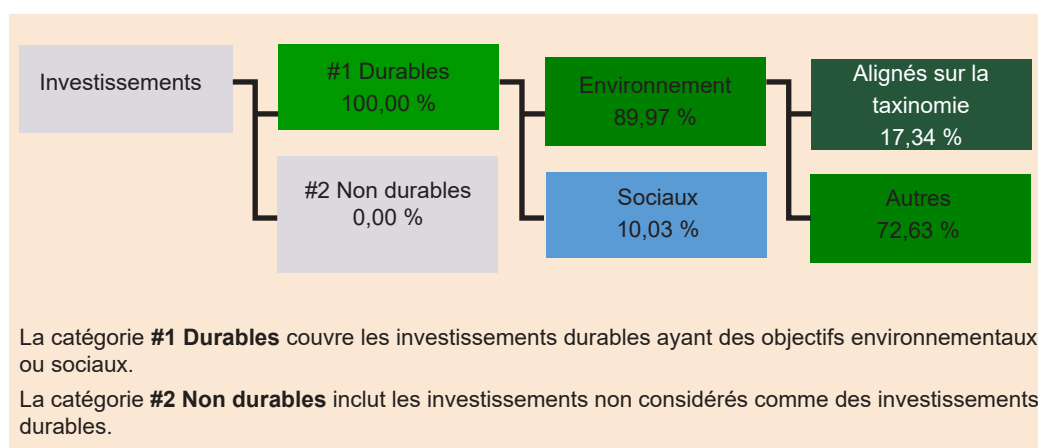 Investissements
#1 Durables
100,00 %
#2 Non durables
0,00 %
Environnement
89,97 %
Sociaux
10,03 %
Alignés sur la
taxinomie
17,34 %
Autres
72,63 %
La catégorie #1 Durables couvre les investissements durables ayant des objectifs environnementaux
ou sociaux.
La catégorie #2 Non durables inclut les investissements non considérés comme des investissements
durables.